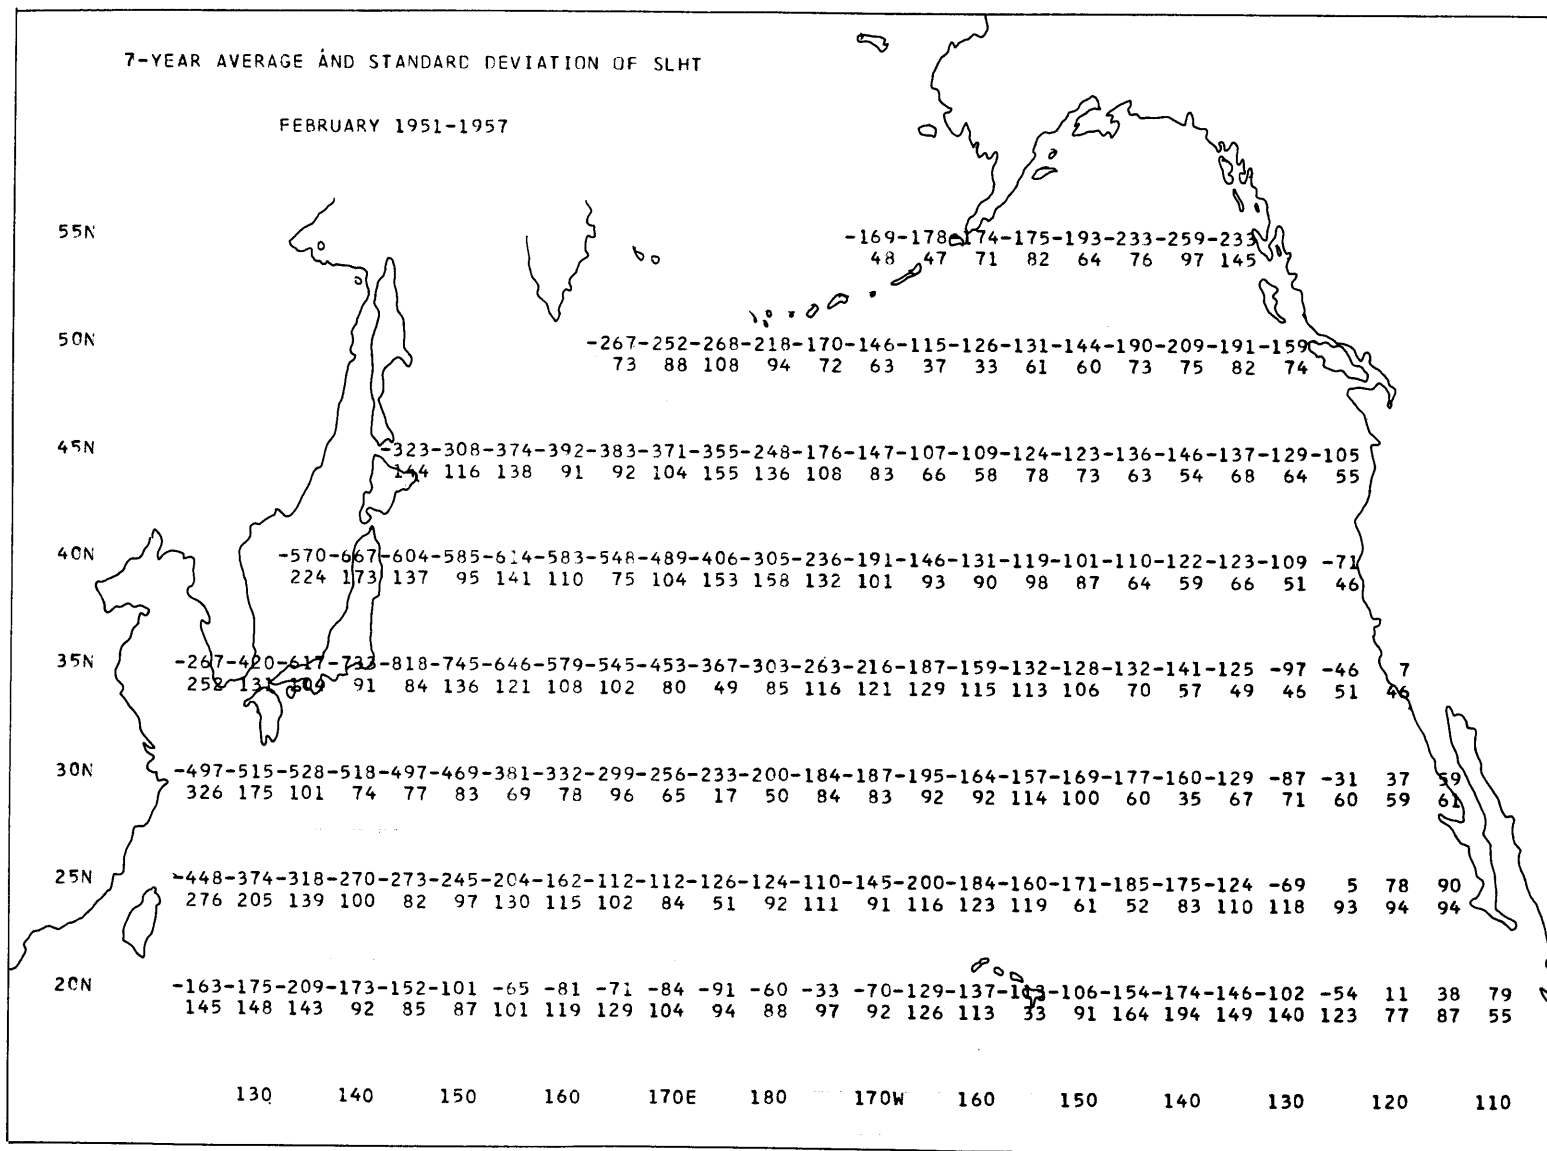 7-YEAR AVERAGE AND STANDARD DEVIATION OF SLHT
FEBRUARY 1951-1957
55N -169-178-174-175-193-233-259-233
48 47 71 82 64 76 97 145
50N -267-252-268-218-170-146-115-126-131-144-190-209-191-159
73 88 108 94 72 63 37 33 61 60 73 75 82 74
45N -323-308-374-392-383-371-355-248-176-147-107-109-124-123-136-146-137-129-105
144 116 138 91 92 104 155 136 108 83 66 58 78 73 63 54 68 64 55
40N -570-667-604-585-614-583-548-489-406-305-236-191-146-131-119-101-110-122-123-109 -71
224 173 137 95 141 110 75 104 153 158 132 101 93 90 98 87 64 59 66 51 46
35N -267-420-617-733-818-745-646-579-545-453-367-303-263-216-187-159-132-128-132-141-125 -97 -46 7
252 131 109 91 84 136 121 108 102 80 49 85 116 121 129 115 113 106 70 57 49 46 51 46
30N -497-515-528-518-497-469-381-332-299-256-233-200-184-187-195-164-157-169-177-160-129 -87 -31 37 59
326 175 101 74 77 83 69 78 96 65 17 50 84 83 92 92 114 100 60 35 67 71 60 59 61
25N -448-374-318-270-273-245-204-162-112-112-126-124-110-145-200-184-160-171-185-175-124 -69 5 78 90
276 205 139 100 82 97 130 115 102 84 51 92 111 91 116 123 119 61 52 83 110 118 93 94 94
20N -163-175-209-173-152-101 -65 -81 -71 -84 -91 -60 -33 -70-129-137 -106-154-174-146-102 -54 11 38 79
145 148 143 92 85 87 101 119 129 104 94 88 97 92 126 113 33 91 164 194 149 140 123 77 87 55
130 140 150 160 170E 180 170W 160 150 140 130 120 110